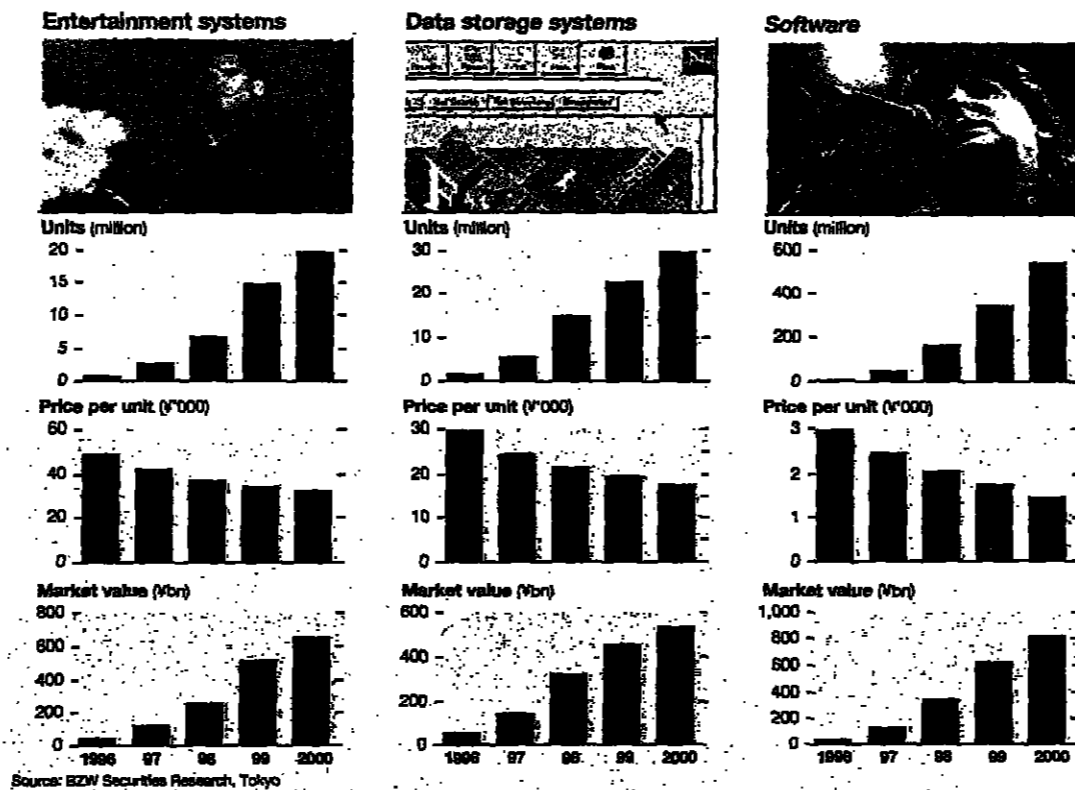 Entertainment systems
Data storage systems
Software
Units (million)
20
15
10
5
0
Units (million)
30
20
10
0
Units (million)
600
400
200
0
Price per unit (¥'000)
60
40
20
0
Price per unit (¥'000)
30
20
10
0
Price per unit (¥'000)
3
2
1
0
Market value (¥bn)
800
600
400
200
0
1996 97 98 99 2000
Market value (¥bn)
600
400
200
0
1996 97 98 99 2000
Market value (¥bn)
1,000
800
600
400
200
0
1996 97 98 99 2000
Source: BZW Securities Research, Tokyo